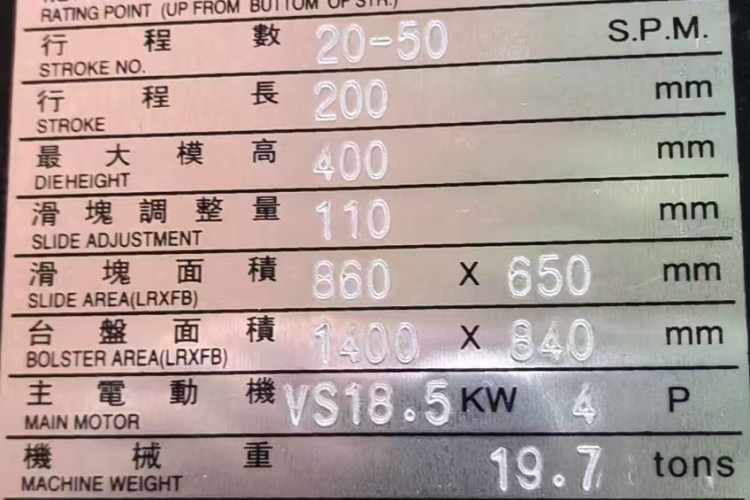 RATING POINT (UP FROM BOTTOM OF STR.)
行程數 20-50 S.P.M.
STROKE NO.
行程長 200 mm
STROKE
最大模高 400 mm
DIEHEIGHT
滑塊調整量 110 mm
SLIDE ADJUSTMENT
滑塊面積 860 X 650 mm
SLIDE AREA(LRXFB)
台盤面積 1400 X 840 mm
BOLSTER AREA(LRXFB)
主電動機 VS18.5 KW 4 P
MAIN MOTOR
機械重 19.7 tons
MACHINE WEIGHT